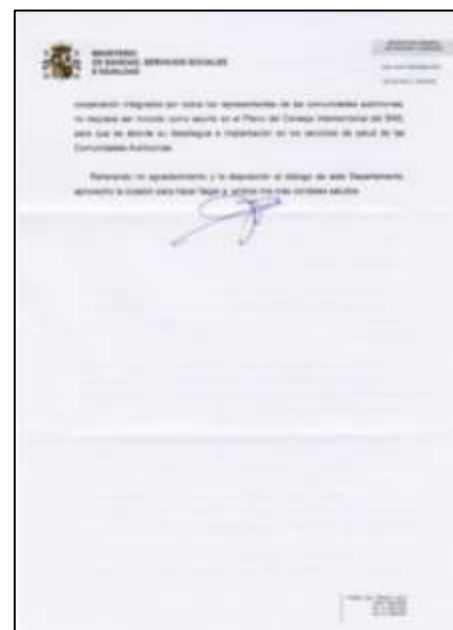 MINISTERIO
DE SANIDAD, SERVICIOS SOCIALES
E IGUALDAD
cooperación integrados por todos los representantes de las comunidades autónomas,
no requiere ser incluido como asunto en el Pleno del Consejo Interterritorial del SNS,
para que se aborde su despliegue e implantación en los servicios de salud de las
Comunidades Autónomas.
Reiterando mi agradecimiento y la disposición al diálogo de este Departamento,
aprovecho la ocasión para hacer llegar a ambos mis más cordiales saludos.